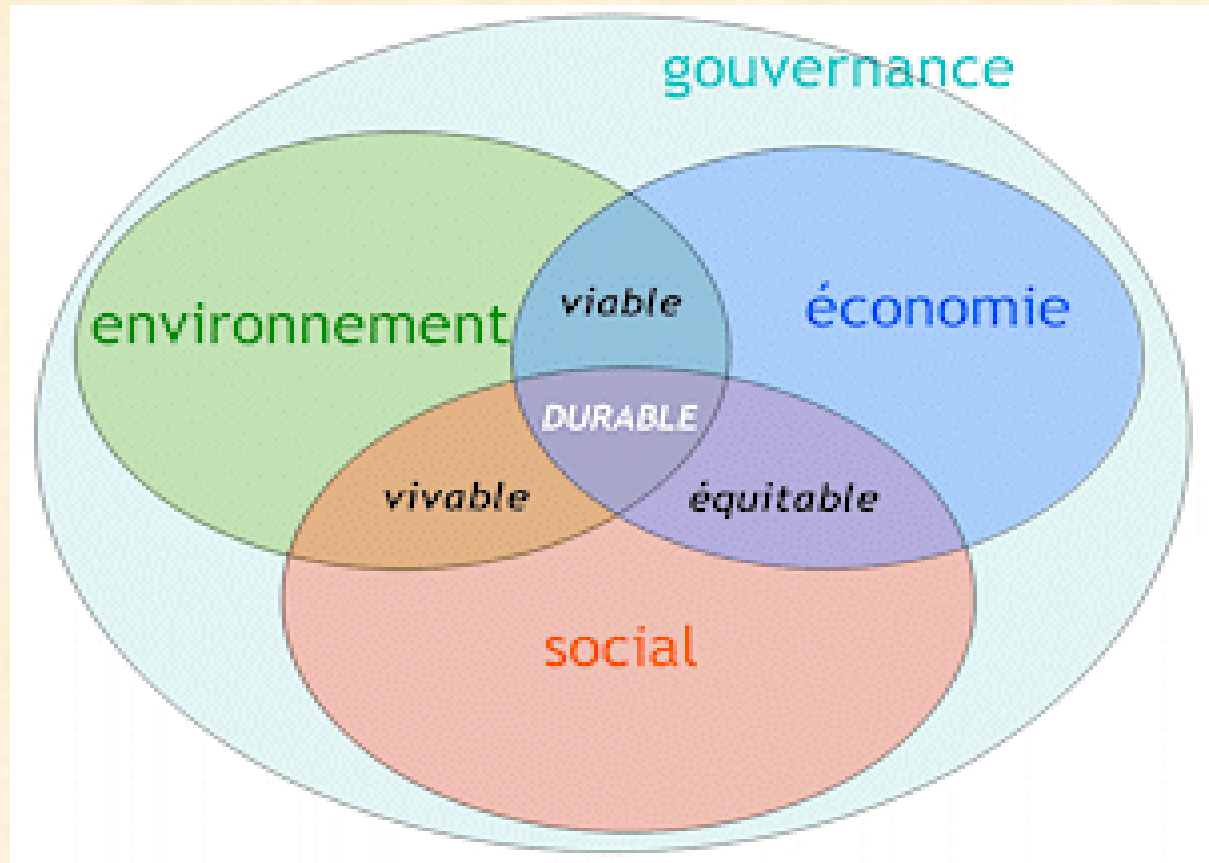 gouvernance
environnement
viable
économie
DURABLE
vivable
équitable
social